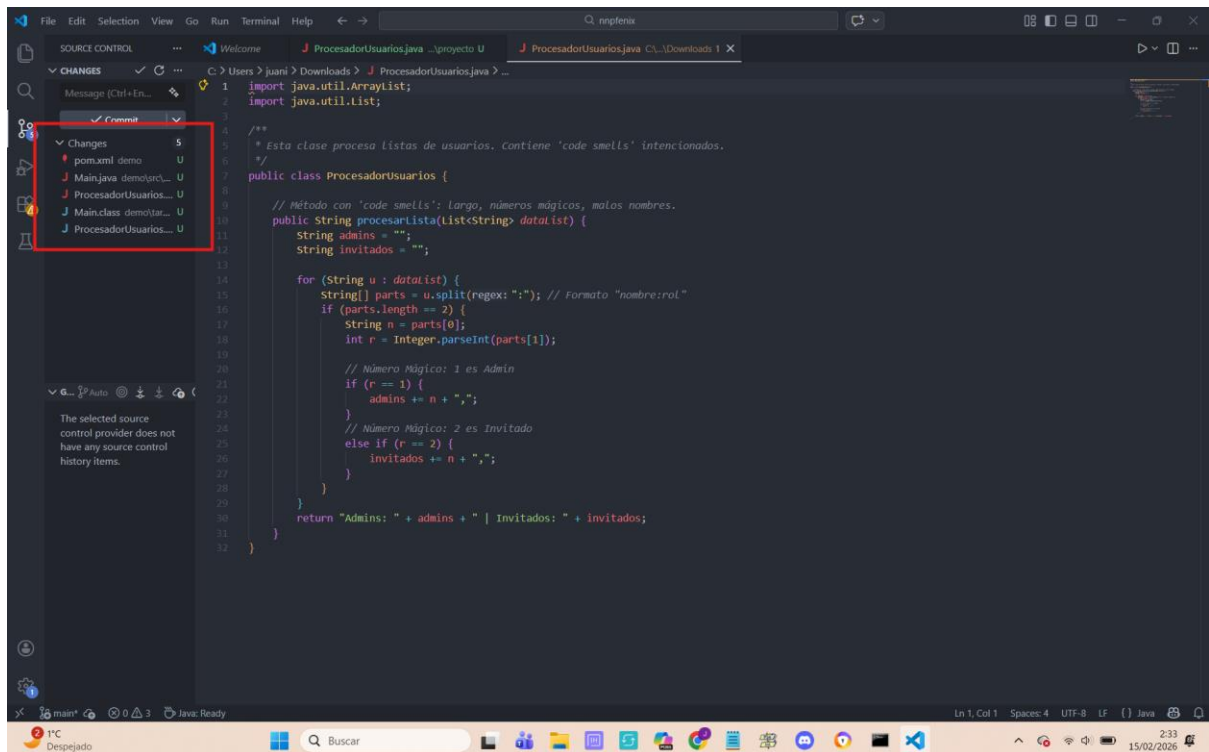 File Edit Selection View Go Run Terminal Help
nnpfenix
SOURCE CONTROL
Welcome
ProcesadorUsuarios.java ...\proyecto U
ProcesadorUsuarios.java C:\...\Downloads 1
CHANGES
C: > Users > juani > Downloads > ProcesadorUsuarios.java > ...
Message (Ctrl+En...
Commit
Changes 5
pom.xml demo U
Main.java demo\src\... U
ProcesadorUsuarios.... U
Main.class demo\tar... U
ProcesadorUsuarios.... U
G... Auto
The selected source
control provider does not
have any source control
history items.
1 import java.util.ArrayList;
2 import java.util.List;
3
4 /**
5 * Esta clase procesa listas de usuarios. Contiene 'code smells' intencionados.
6 */
7 public class ProcesadorUsuarios {
8
9 // Método con 'code smells': largo, números mágicos, malos nombres.
10 public String procesarLista(List<String> dataList) {
11 String admins = "";
12 String invitados = "";
13
14 for (String u : dataList) {
15 String[] parts = u.split(regex: ":"); // Formato "nombre:rol"
16 if (parts.length == 2) {
17 String n = parts[0];
18 int r = Integer.parseInt(parts[1]);
19
20 // Número Mágico: 1 es Admin
21 if (r == 1) {
22 admins += n + ",";
23 }
24 // Número Mágico: 2 es Invitado
25 else if (r == 2) {
26 invitados += n + ",";
27 }
28 }
29 }
30 return "Admins: " + admins + " | Invitados: " + invitados;
31 }
32 }
main* 0 3 Java: Ready
Ln 1, Col 1 Spaces: 4 UTF-8 LF {} Java
2
1°C
Despejado
Buscar
2:33
15/02/2026